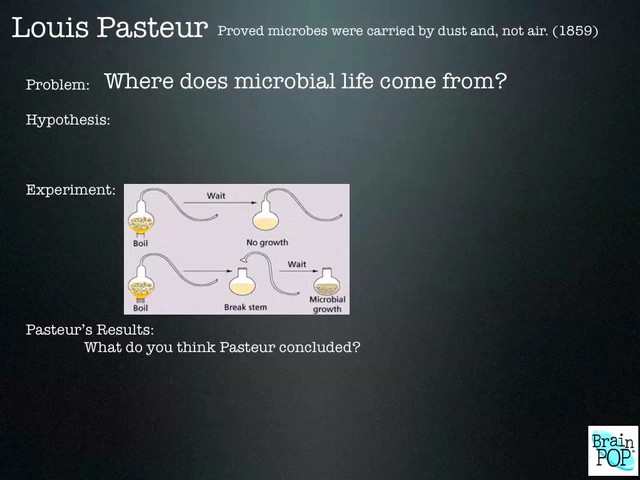 Louis Pasteur Proved microbes were carried by dust and, not air. (1859)
Problem: Where does microbial life come from?
Hypothesis:
Experiment:
Wait
Boil
No growth
Wait
Boil
Break stem
Microbial
growth
Pasteur's Results:
What do you think Pasteur concluded?
Brain
POP